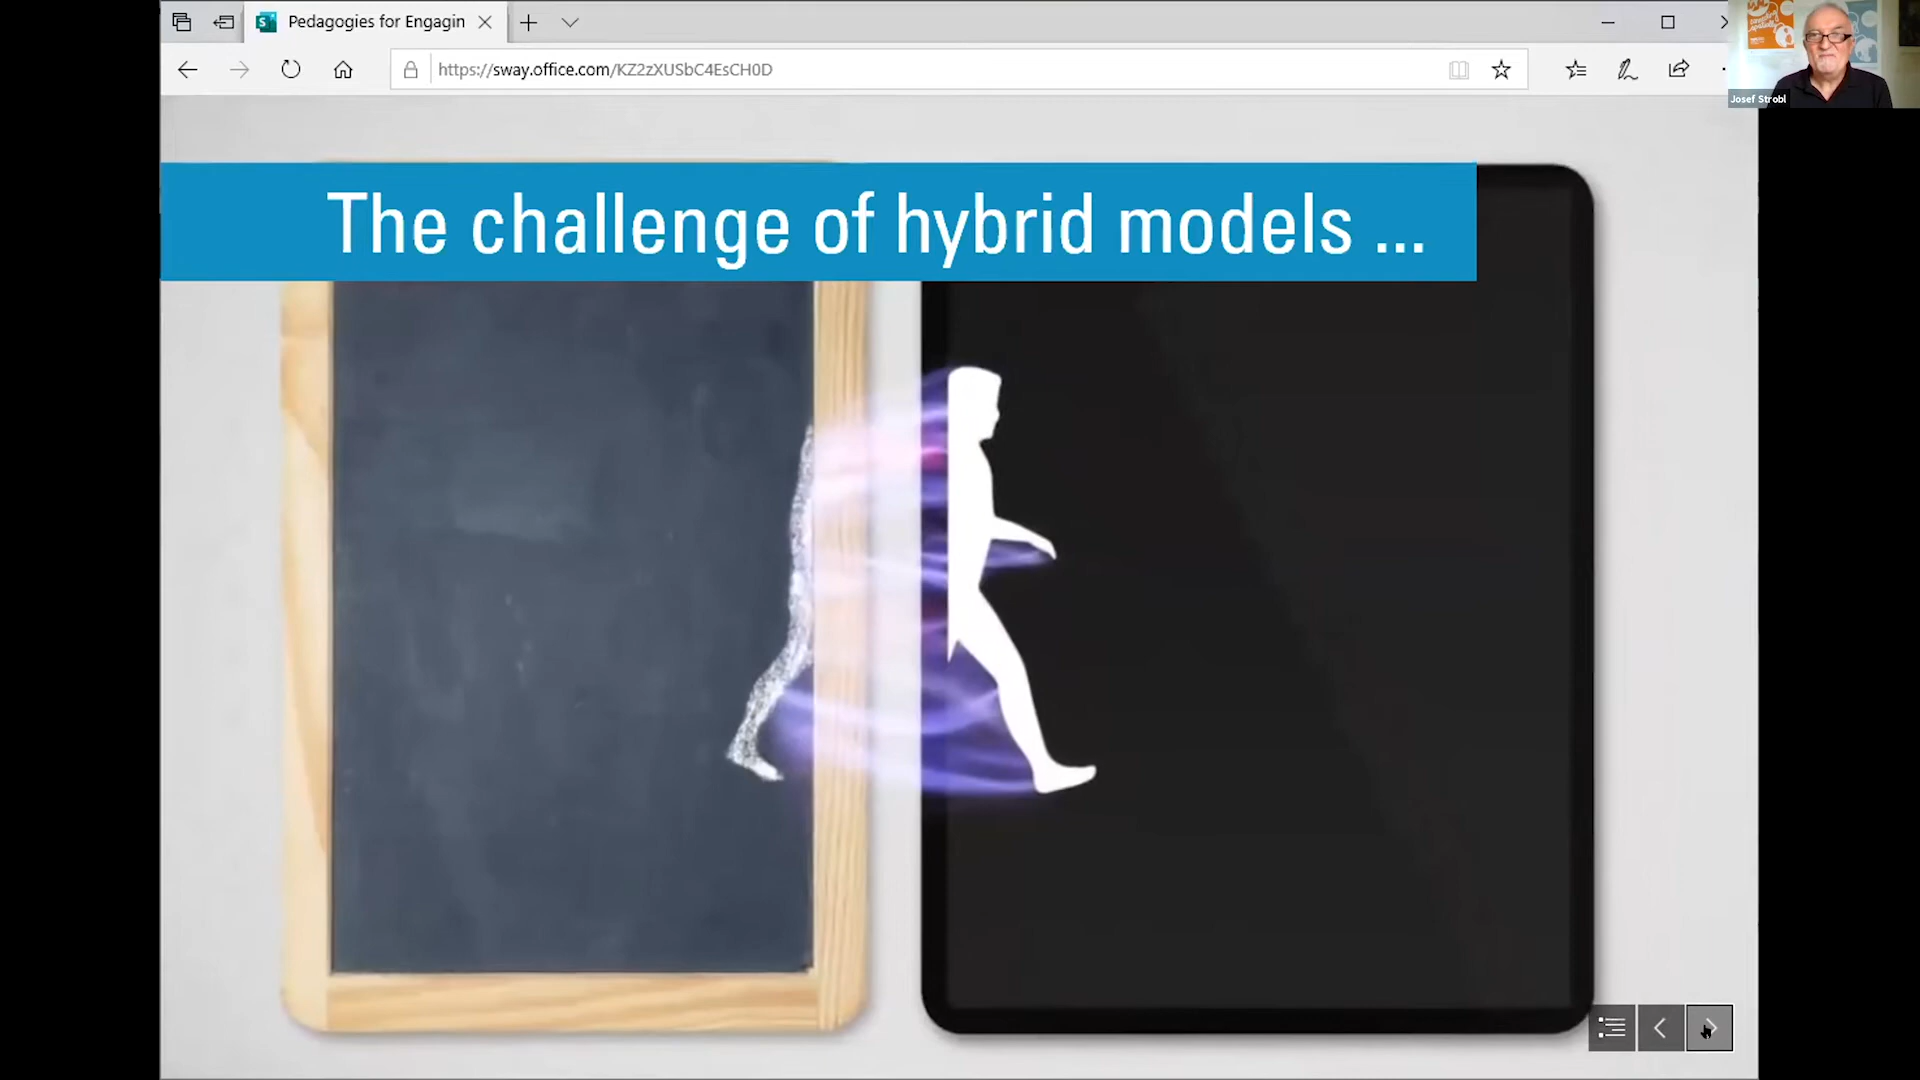 Pedagogies for Engagin
https://sway.office.com/KZ2zXUSbC4EsCH0D
Josef Strobl
The challenge of hybrid models ...